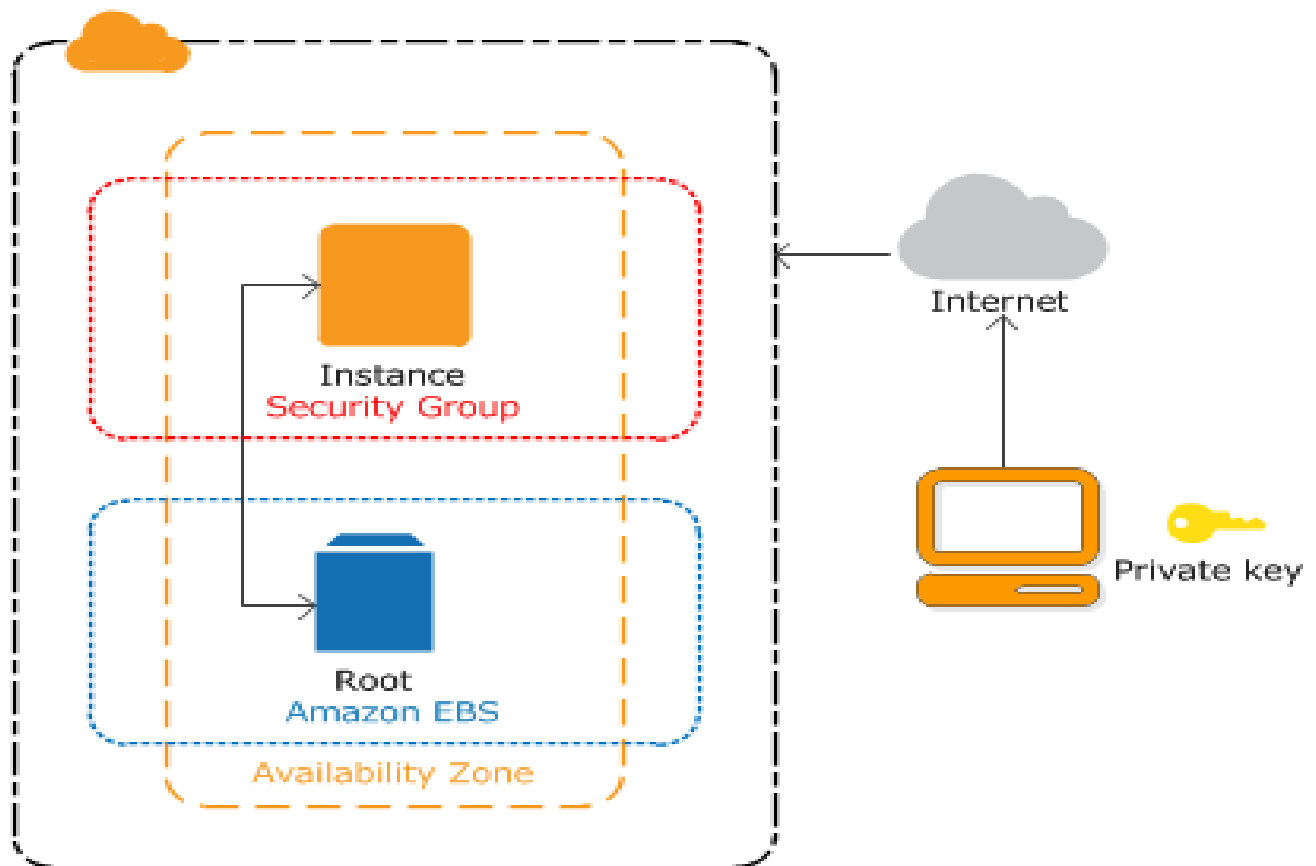 Internet
Instance
Security Group
Private key
Root
Amazon EBS
Availability Zone